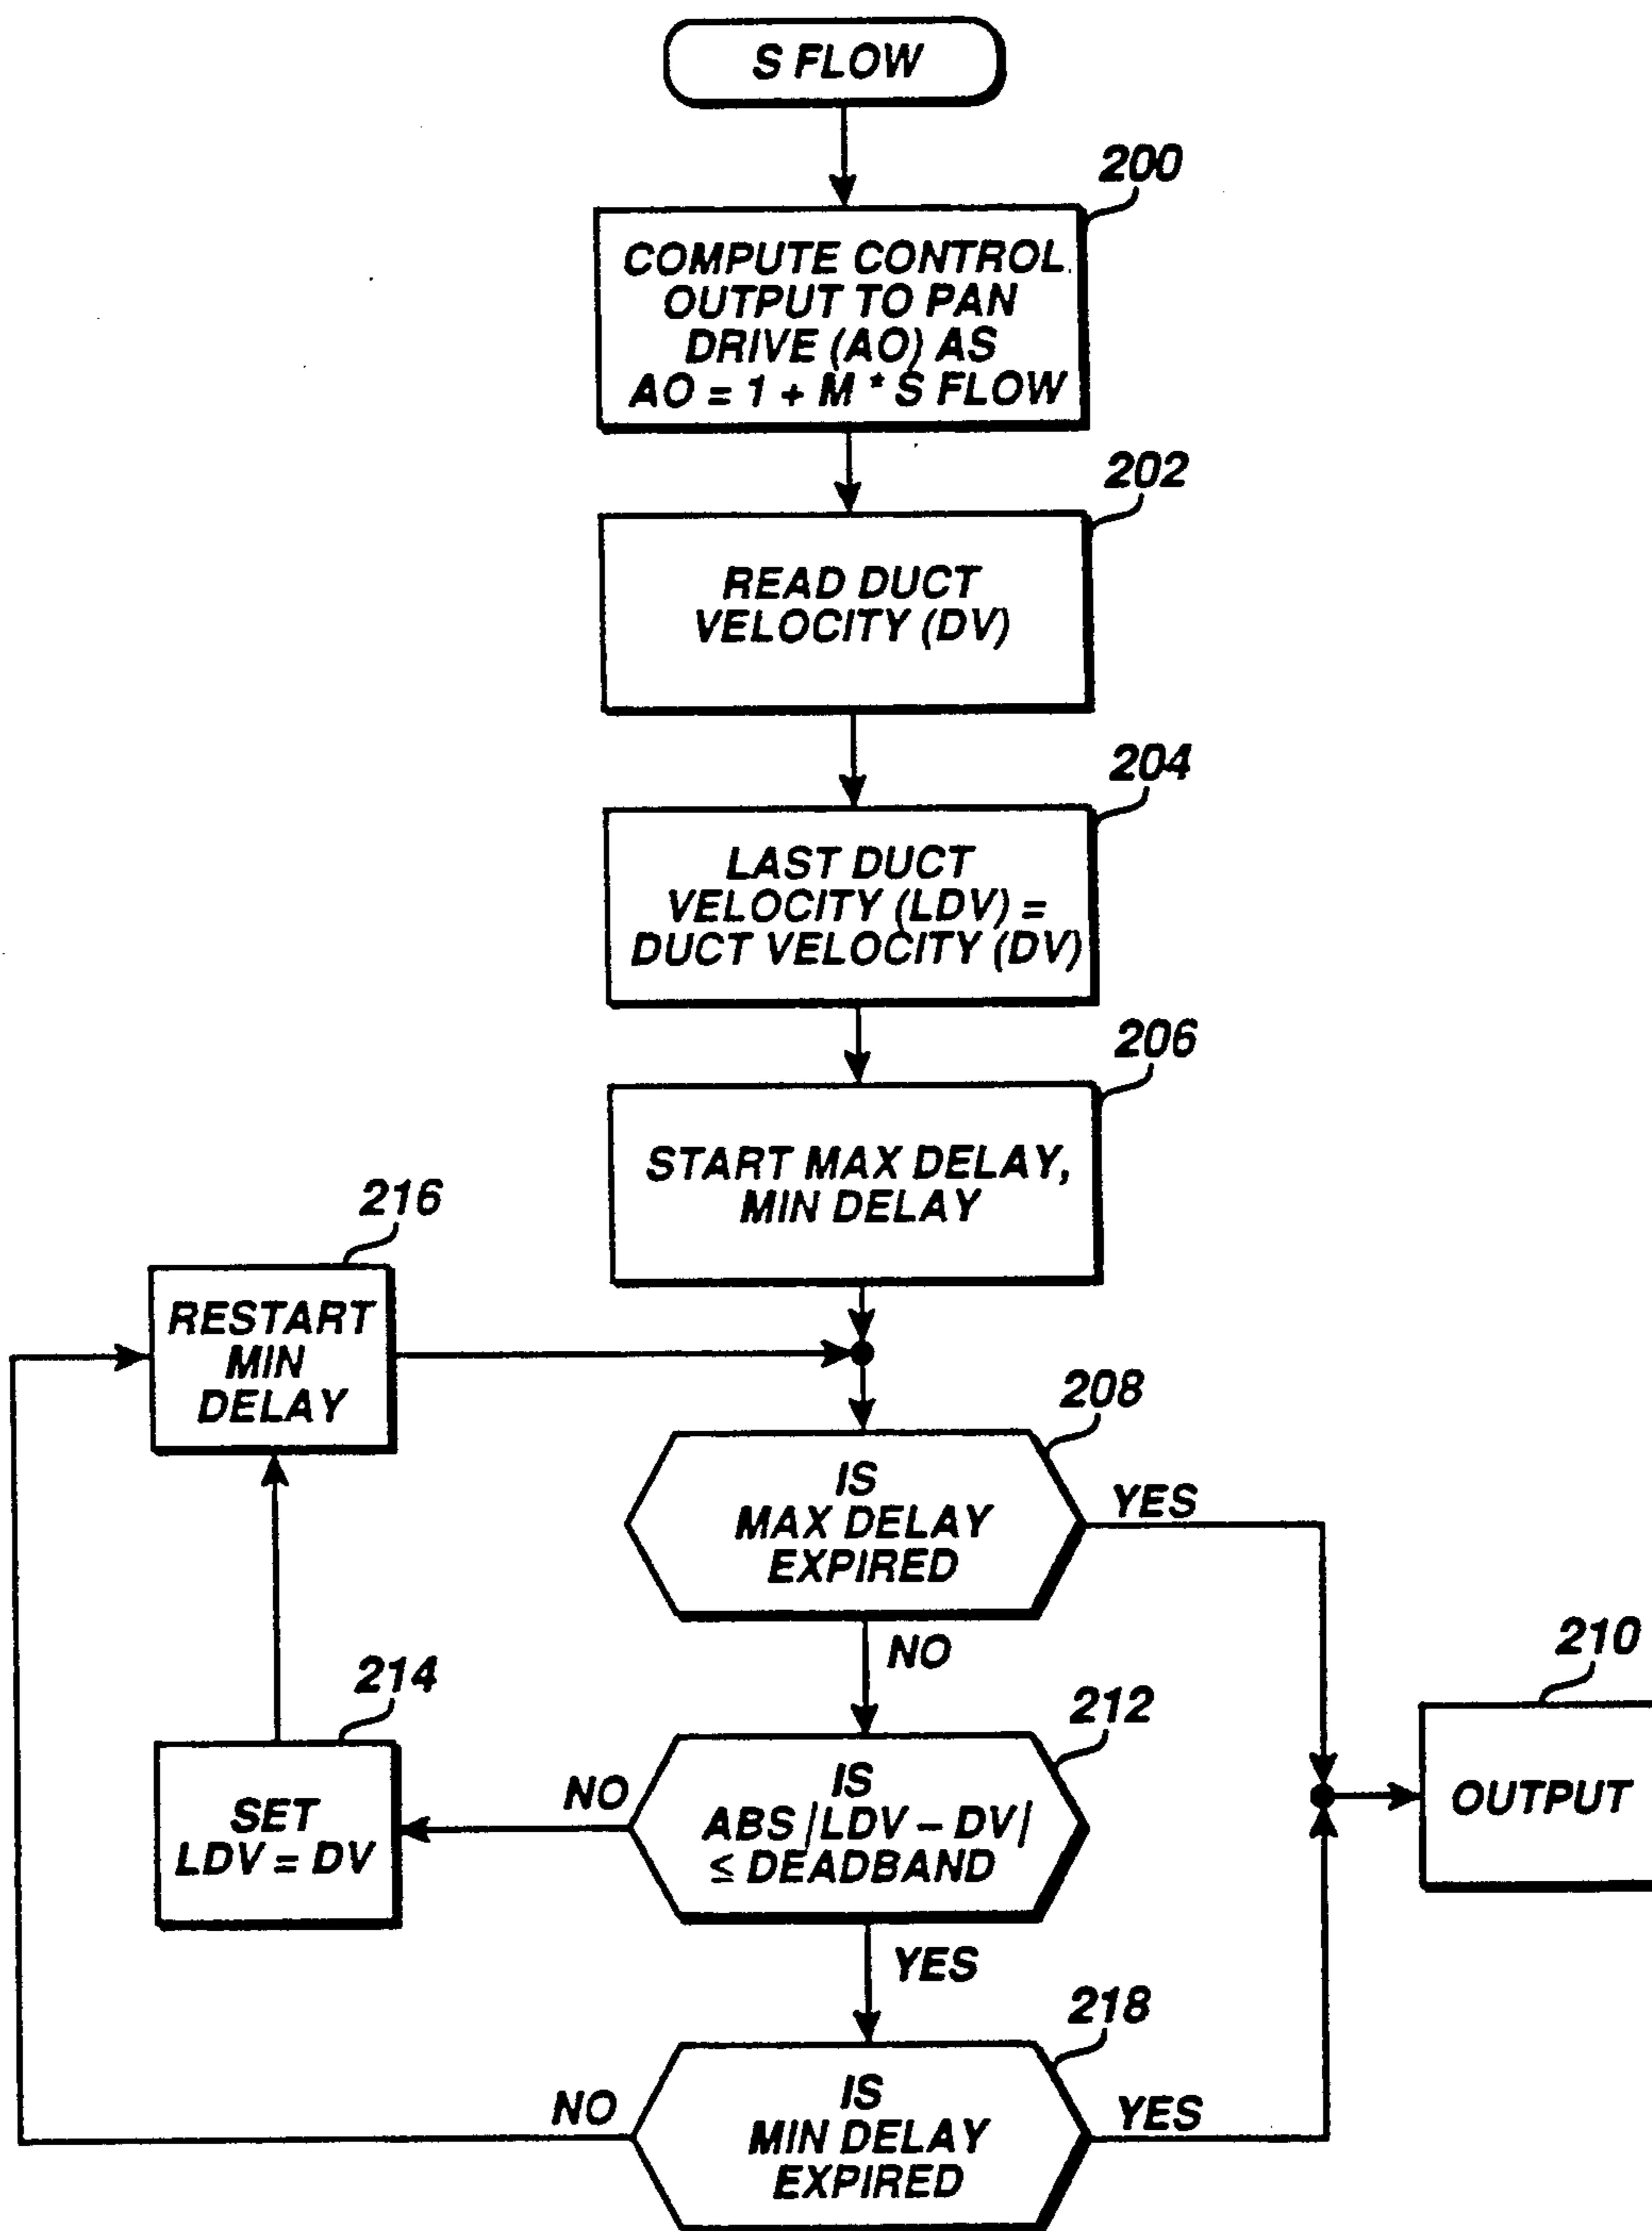 S FLOW
200
COMPUTE CONTROL
OUTPUT TO PAN
DRIVE (AO) AS
AO = 1 + M * S FLOW
202
READ DUCT
VELOCITY (DV)
204
LAST DUCT
VELOCITY (LDV) =
DUCT VELOCITY (DV)
206
START MAX DELAY,
MIN DELAY
216
RESTART
MIN
DELAY
208
IS
MAX DELAY
EXPIRED
YES
NO
210
OUTPUT
214
SET
LDV = DV
212
NO
IS
ABS |LDV – DV|
≤ DEADBAND
YES
218
NO
IS
MIN DELAY
EXPIRED
YES